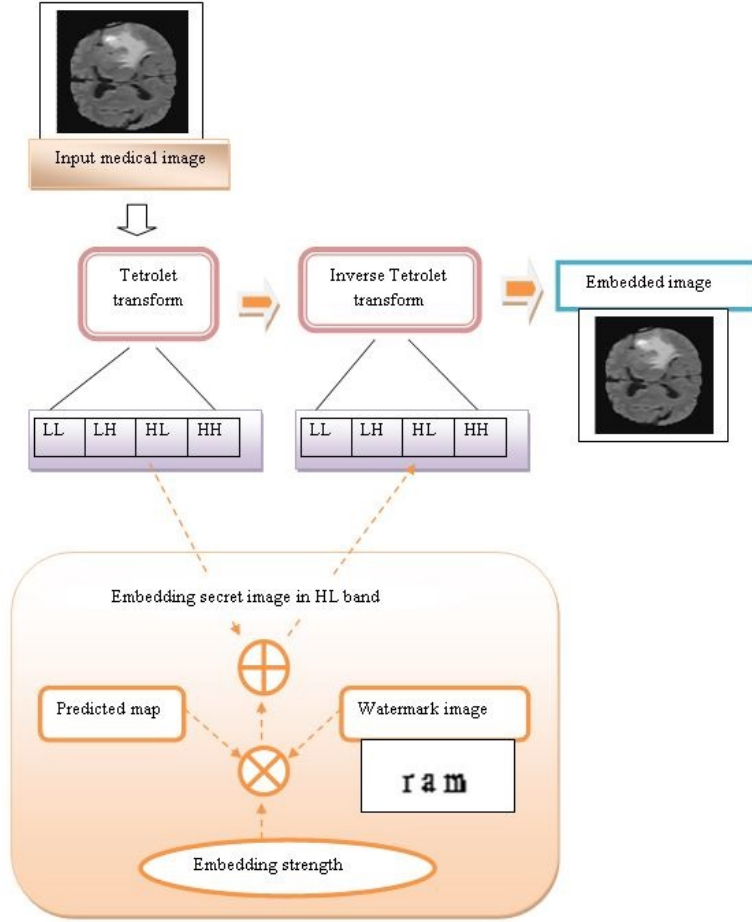 Input medical image
Tetrolet
transform
Inverse Tetrolet
transform
Embedded image
LL LH HL HH
LL LH HL HH
Embedding secret image in HL band
Predicted map
Watermark image
ram
Embedding strength